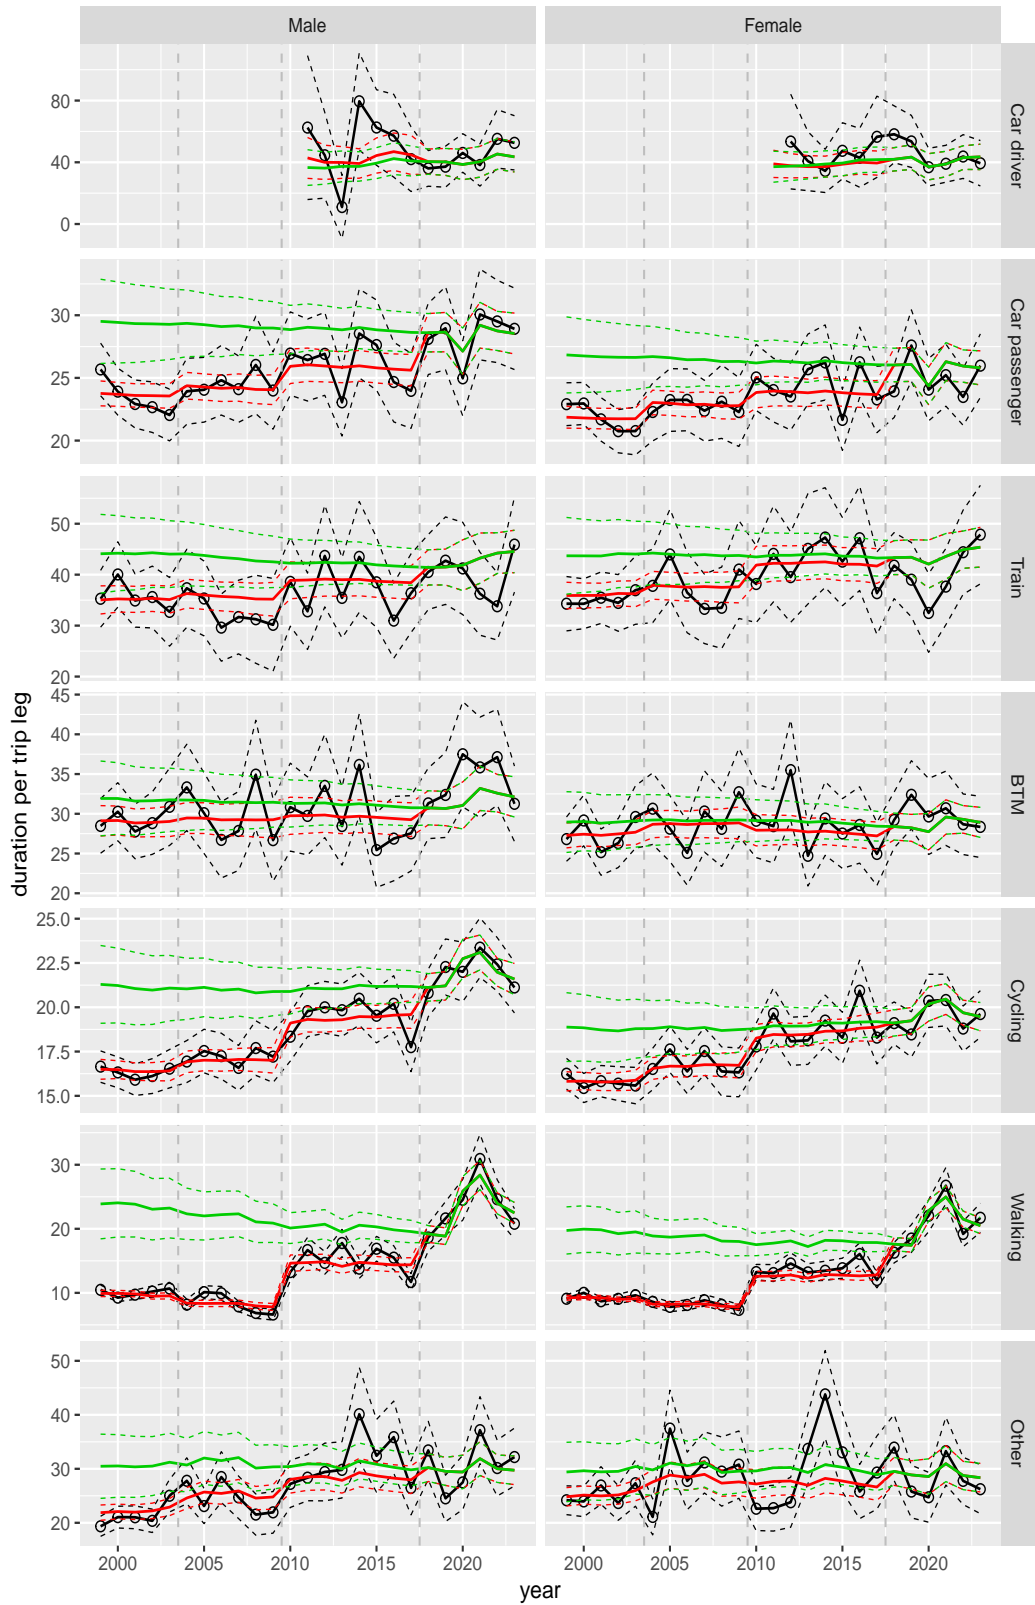 Male Female
80
40
0
Car driver
30
25
20
Car passenger
50
40
30
20
Train
45
40
35
30
25
20
BTM
25.0
22.5
20.0
17.5
15.0
Cycling
30
20
10
Walking
50
40
30
20
Other
duration per trip leg
2000 2005 2010 2015 2020 2000 2005 2010 2015 2020
year